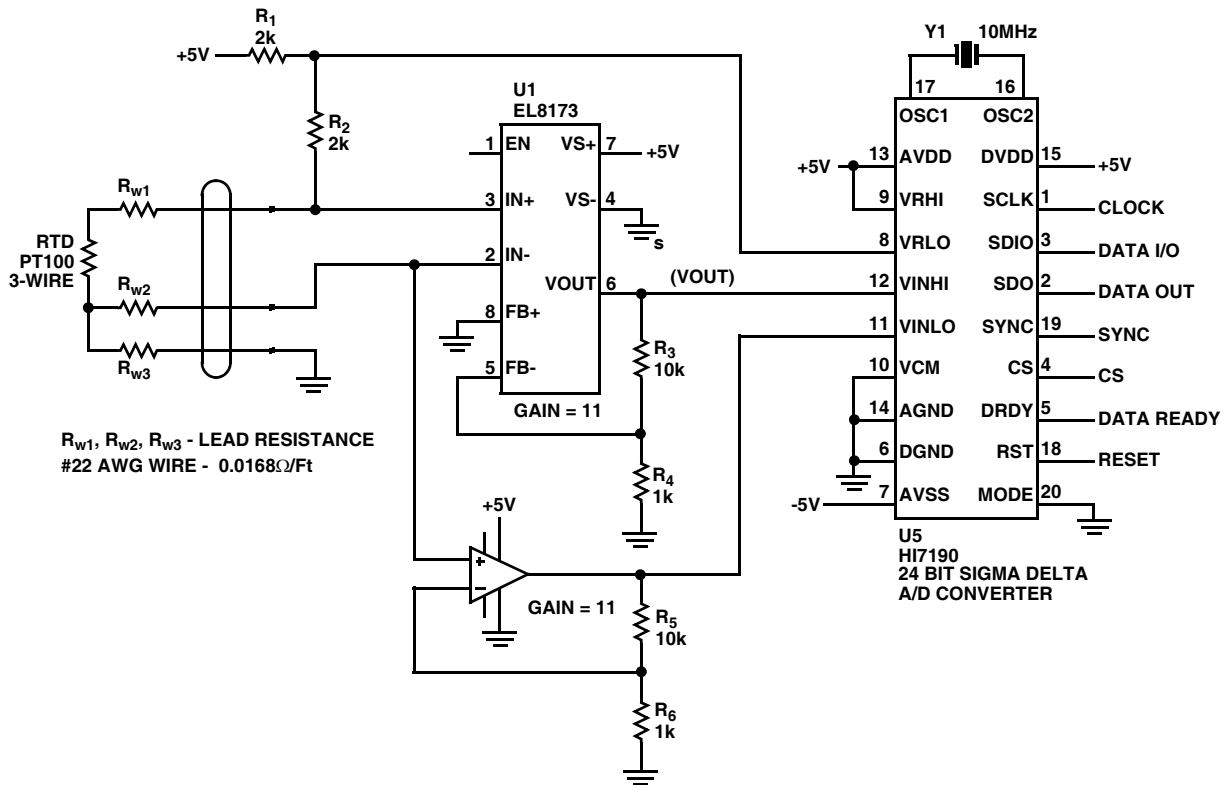 R1
2k
+5V
R2
2k
Rw1
RTD
PT100
3-WIRE
Rw2
Rw3
Rw1, Rw2, Rw3 - LEAD RESISTANCE
#22 AWG WIRE - 0.0168Ω/Ft
U1
EL8173
1 EN VS+ 7 +5V
3 IN+ VS- 4
s
2 IN-
VOUT 6 (VOUT)
8 FB+
5 FB-
GAIN = 11
R3
10k
R4
1k
+5V
+
−
GAIN = 11
R5
10k
R6
1k
Y1 10MHz
17 16
OSC1 OSC2
+5V 13 AVDD DVDD 15 +5V
9 VRHI SCLK 1 CLOCK
8 VRLO SDIO 3 DATA I/O
12 VINHI SDO 2 DATA OUT
11 VINLO SYNC 19 SYNC
10 VCM CS 4 CS
14 AGND DRDY 5 DATA READY
6 DGND RST 18 RESET
-5V 7 AVSS MODE 20
U5
HI7190
24 BIT SIGMA DELTA
A/D CONVERTER